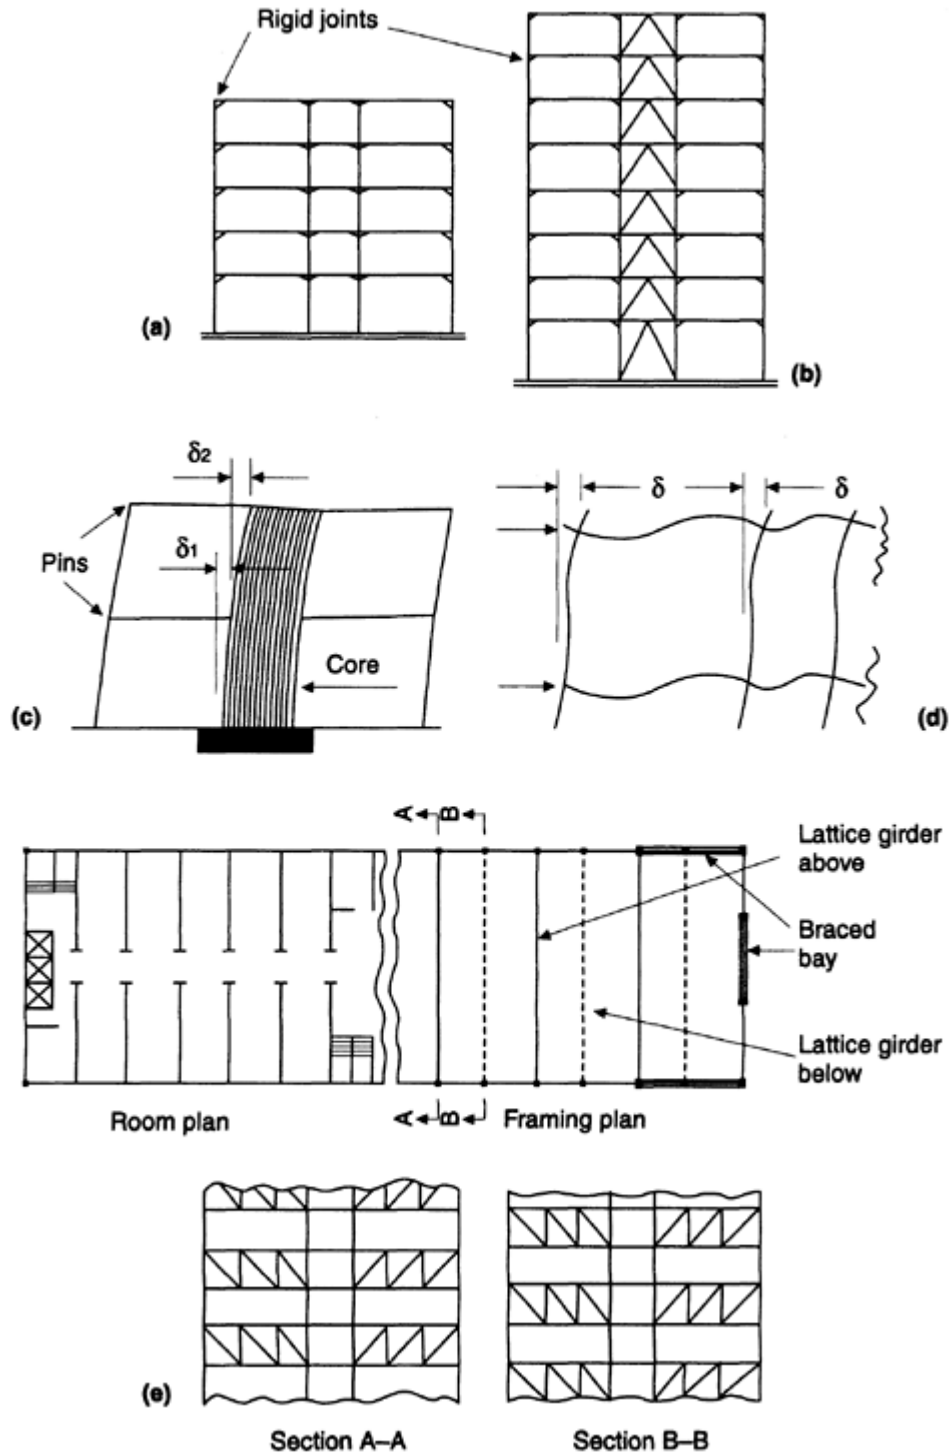 Rigid joints
(a)
(b)
δ2
δ1
Pins
Core
(c)
δ
δ
(d)
A
B
Lattice girder
above
Braced
bay
Lattice girder
below
A
B
Room plan
Framing plan
(e)
Section A–A
Section B–B